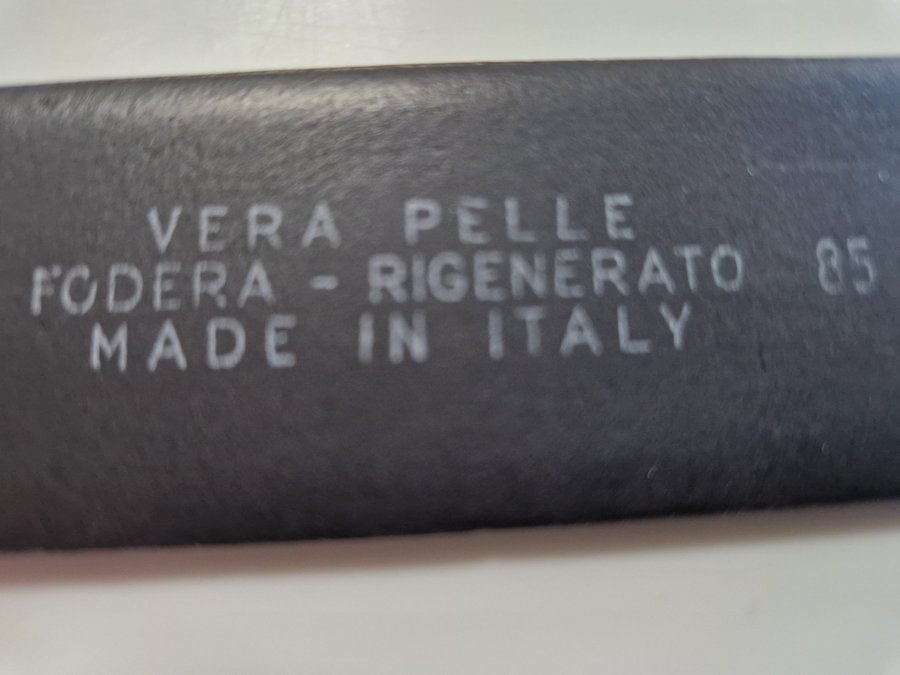 VERA PELLE
FODERA - RIGENERATO 85
MADE IN ITALY